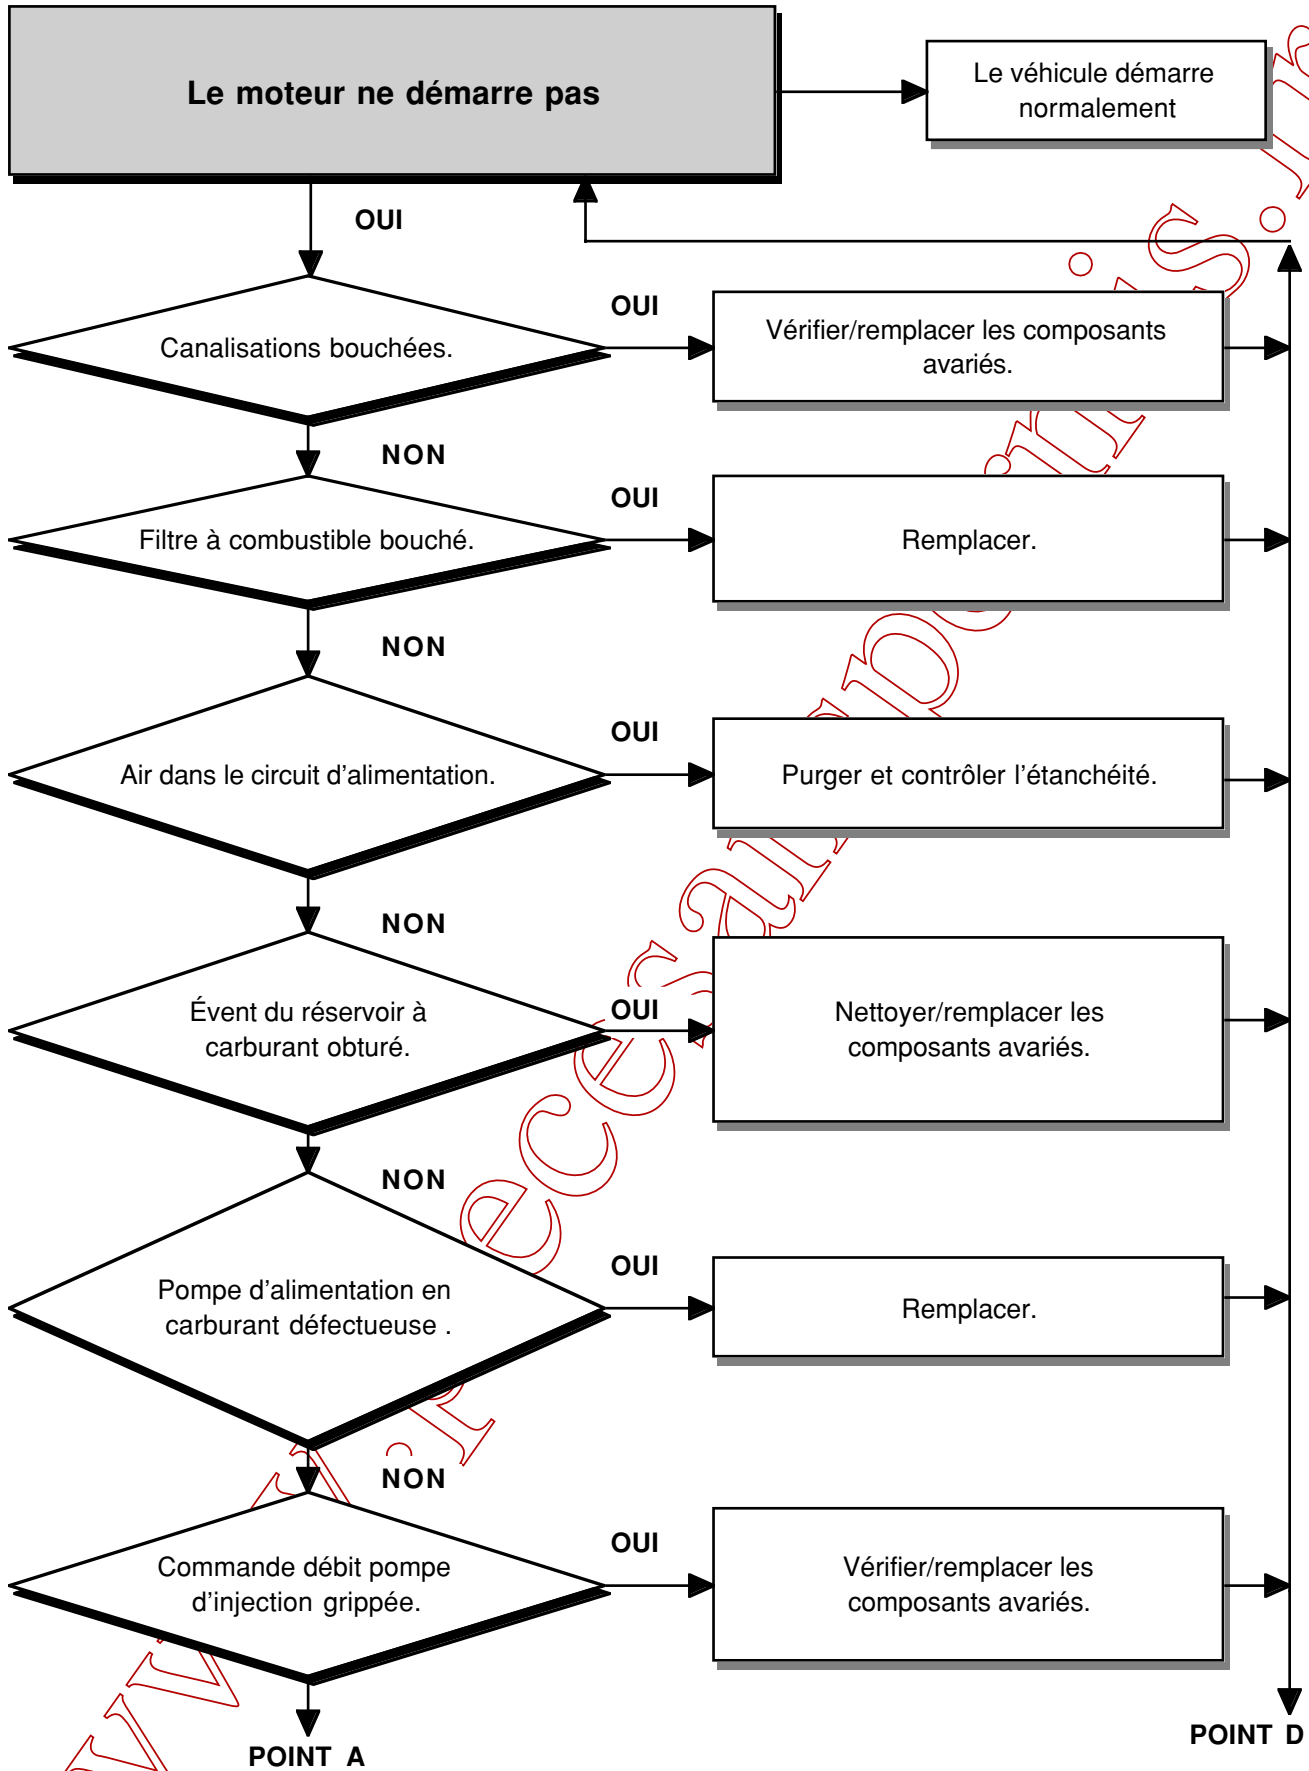 Le moteur ne démarre pas
Le véhicule démarre
normalement
OUI
Canalisations bouchées.
OUI
Vérifier/remplacer les composants
avariés.
NON
Filtre à combustible bouché.
OUI
Remplacer.
NON
Air dans le circuit d'alimentation.
OUI
Purger et contrôler l'étanchéité.
NON
Évent du réservoir à
carburant obturé.
OUI
Nettoyer/remplacer les
composants avariés.
NON
Pompe d'alimentation en
carburant défectueuse .
OUI
Remplacer.
NON
Commande débit pompe
d'injection grippée.
OUI
Vérifier/remplacer les
composants avariés.
POINT A
POINT D